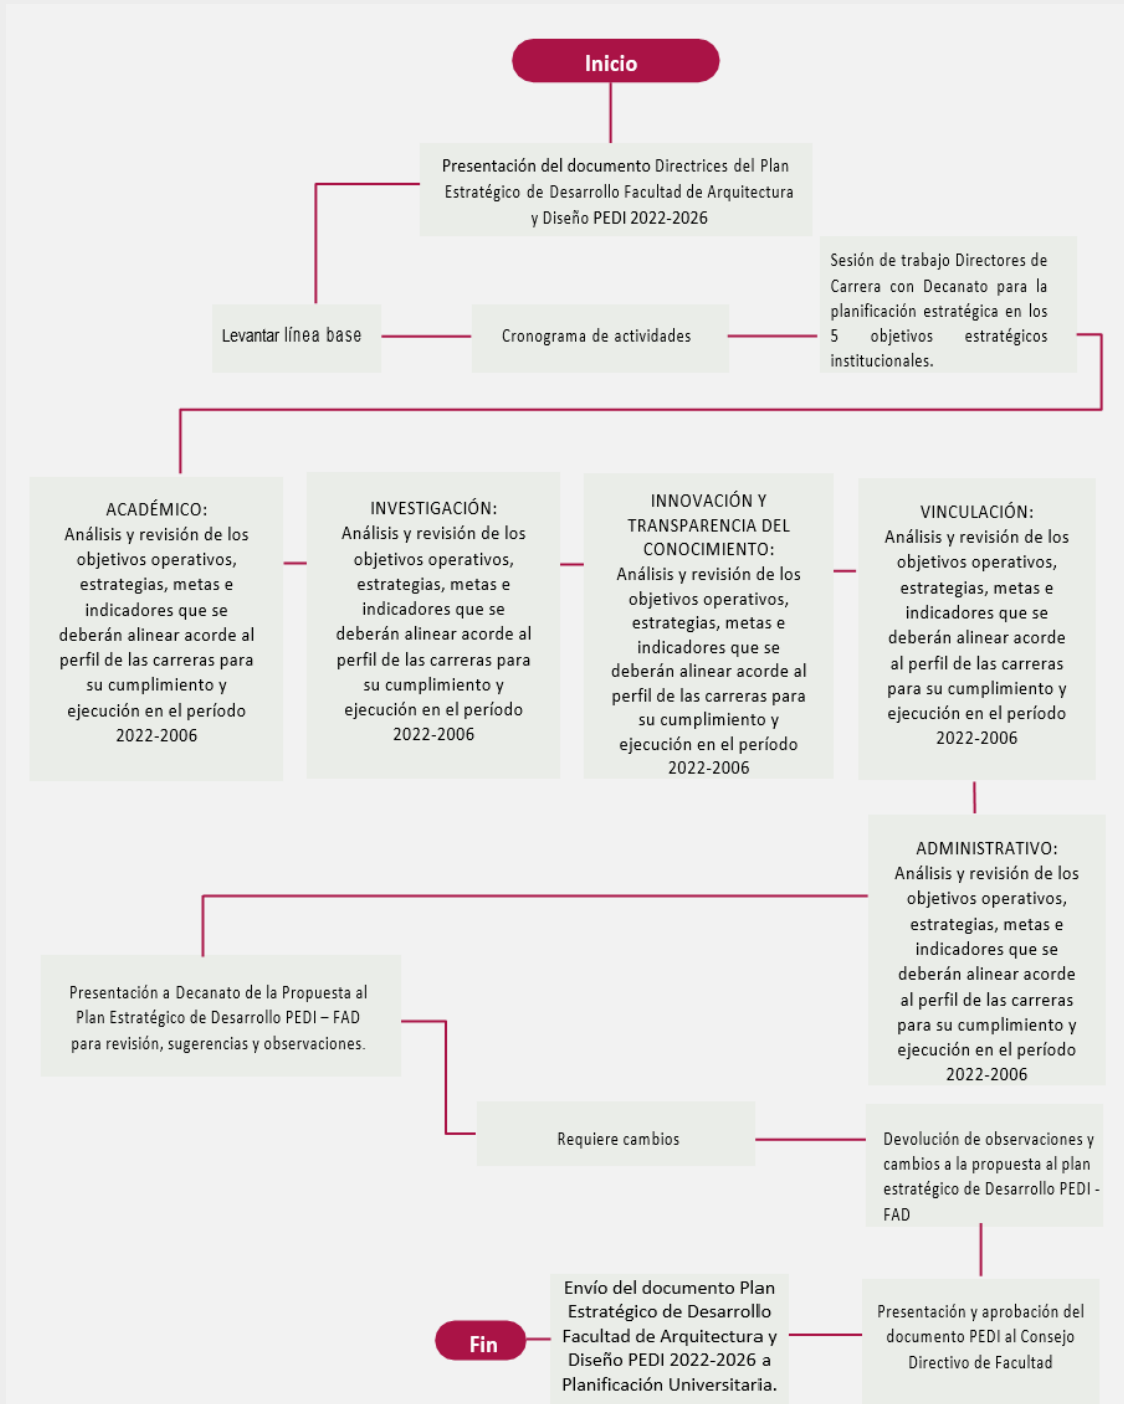 Inicio
Presentación del documento Directrices del Plan
Estratégico de Desarrollo Facultad de Arquitectura
y Diseño PEDI 2022-2026
Levantar línea base
Cronograma de actividades
Sesión de trabajo Directores de
Carrera con Decanato para la
planificación estratégica en los
5 objetivos estratégicos
institucionales.
ACADÉMICO:
Análisis y revisión de los
objetivos operativos,
estrategias, metas e
indicadores que se
deberán alinear acorde al
perfil de las carreras para
su cumplimiento y
ejecución en el período
2022-2006
INVESTIGACIÓN:
Análisis y revisión de los
objetivos operativos,
estrategias, metas e
indicadores que se
deberán alinear acorde al
perfil de las carreras para
su cumplimiento y
ejecución en el período
2022-2006
INNOVACIÓN Y
TRANSPARENCIA DEL
CONOCIMIENTO:
Análisis y revisión de los
objetivos operativos,
estrategias, metas e
indicadores que se
deberán alinear acorde al
perfil de las carreras para
su cumplimiento y
ejecución en el período
2022-2006
VINCULACIÓN:
Análisis y revisión de los
objetivos operativos,
estrategias, metas e
indicadores que se
deberán alinear acorde
al perfil de las carreras
para su cumplimiento y
ejecución en el período
2022-2006
ADMINISTRATIVO:
Análisis y revisión de los
objetivos operativos,
estrategias, metas e
indicadores que se
deberán alinear acorde
al perfil de las carreras
para su cumplimiento y
ejecución en el período
2022-2006
Presentación a Decanato de la Propuesta al
Plan Estratégico de Desarrollo PEDI – FAD
para revisión, sugerencias y observaciones.
Requiere cambios
Devolución de observaciones y
cambios a la propuesta al plan
estratégico de Desarrollo PEDI -
FAD
Presentación y aprobación del
documento PEDI al Consejo
Directivo de Facultad
Envío del documento Plan
Estratégico de Desarrollo
Facultad de Arquitectura y
Diseño PEDI 2022-2026 a
Planificación Universitaria.
Fin